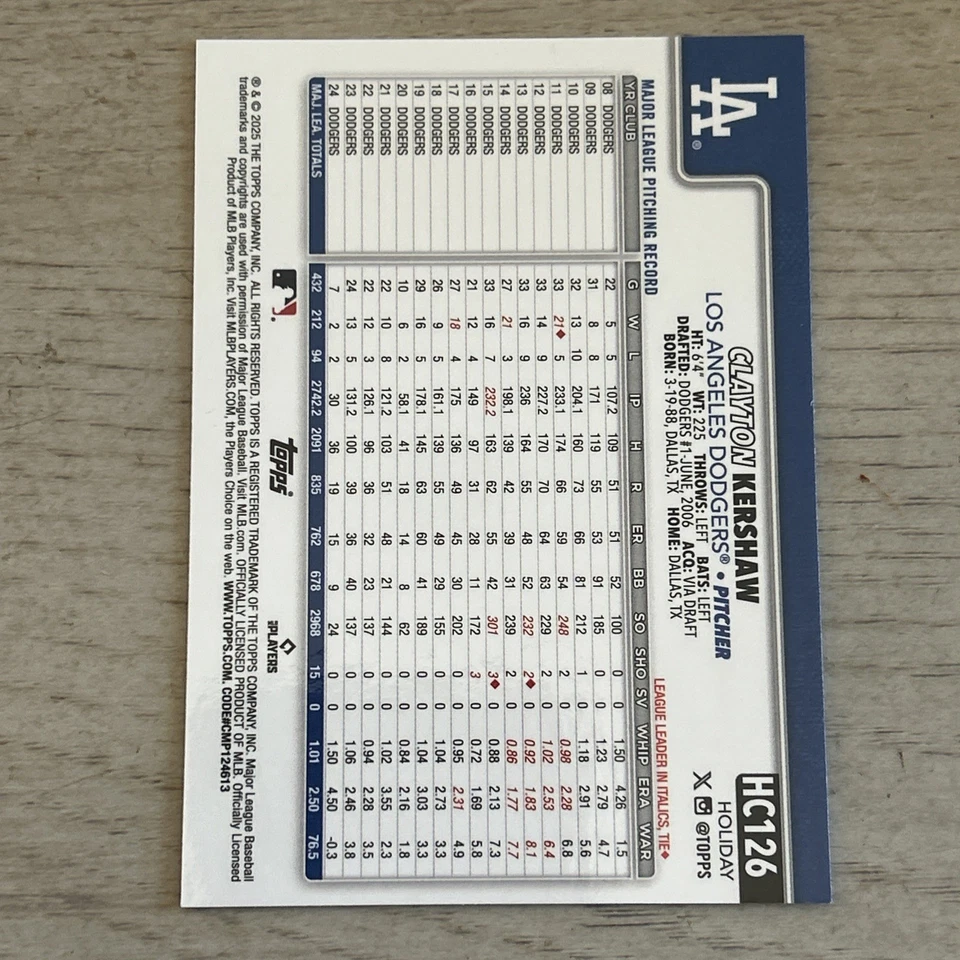 LA®
HC126
HOLIDAY
@TOPPS
CLAYTON KERSHAW
LOS ANGELES DODGERS® • PITCHER
HT: 6'4" WT: 225 THROWS: LEFT BATS: LEFT
DRAFTED: DODGERS #1-JUNE, 2006 ACQ: VIA DRAFT
BORN: 3-19-88, DALLAS, TX HOME: DALLAS, TX
MAJOR LEAGUE PITCHING RECORD LEAGUE LEADER IN ITALICS, TIE♦
YR CLUB G W L IP H R ER BB SO SHO SV WHIP ERA WAR
08 DODGERS 22 5 5 107.2 109 51 51 52 100 0 0 1.50 4.26 1.5
09 DODGERS 31 8 8 171 119 55 53 91 185 0 0 1.23 2.79 4.7
10 DODGERS 32 13 10 204.1 160 73 66 81 212 1 0 1.18 2.91 5.6
11 DODGERS 33 21♦ 5 233.1 174 66 59 54 248 2 0 0.98 2.28 6.8
12 DODGERS 33 14 9 227.2 170 70 64 63 229 2 0 1.02 2.53 6.4
13 DODGERS 33 16 9 236 164 55 48 52 232 2♦ 0 0.92 1.83 8.1
14 DODGERS 27 21 3 198.1 139 42 39 31 239 2 0 0.86 1.77 7.7
15 DODGERS 33 16 7 232.2 163 62 55 42 301 3♦ 0 0.88 2.13 7.3
16 DODGERS 21 12 4 149 97 31 28 11 172 3 0 0.72 1.69 5.8
17 DODGERS 27 18 4 175 136 49 45 30 202 0 0 0.95 2.31 4.9
18 DODGERS 26 9 5 161.1 139 55 49 29 155 0 0 1.04 2.73 3.3
19 DODGERS 29 16 5 178.1 145 63 60 41 189 0 0 1.04 3.03 3.3
20 DODGERS 10 6 2 58.1 41 18 14 8 62 0 0 0.84 2.16 1.8
21 DODGERS 22 10 8 121.2 103 51 48 21 144 0 0 1.02 3.55 2.3
22 DODGERS 22 12 3 126.1 96 36 32 23 137 0 0 0.94 2.28 3.5
23 DODGERS 24 13 5 131.2 100 39 36 40 137 0 0 1.06 2.46 3.8
24 DODGERS 7 2 2 30 36 19 15 9 24 0 0 1.50 4.50 -0.3
MAJ. LEA. TOTALS 432 212 94 2742.2 2091 835 762 678 2968 15 0 1.01 2.50 76.5
topps
PLAYERS
® & © 2025 THE TOPPS COMPANY, INC. ALL RIGHTS RESERVED. TOPPS IS A REGISTERED TRADEMARK OF THE TOPPS COMPANY, INC. Major League Baseball
trademarks and copyrights are used with permission of Major League Baseball. Visit MLB.com. OFFICIALLY LICENSED PRODUCT OF MLB. Officially Licensed
Product of MLB Players, Inc. Visit MLBPLAYERS.COM, the Players Choice on the web. WWW.TOPPS.COM. CODE#CMP124613